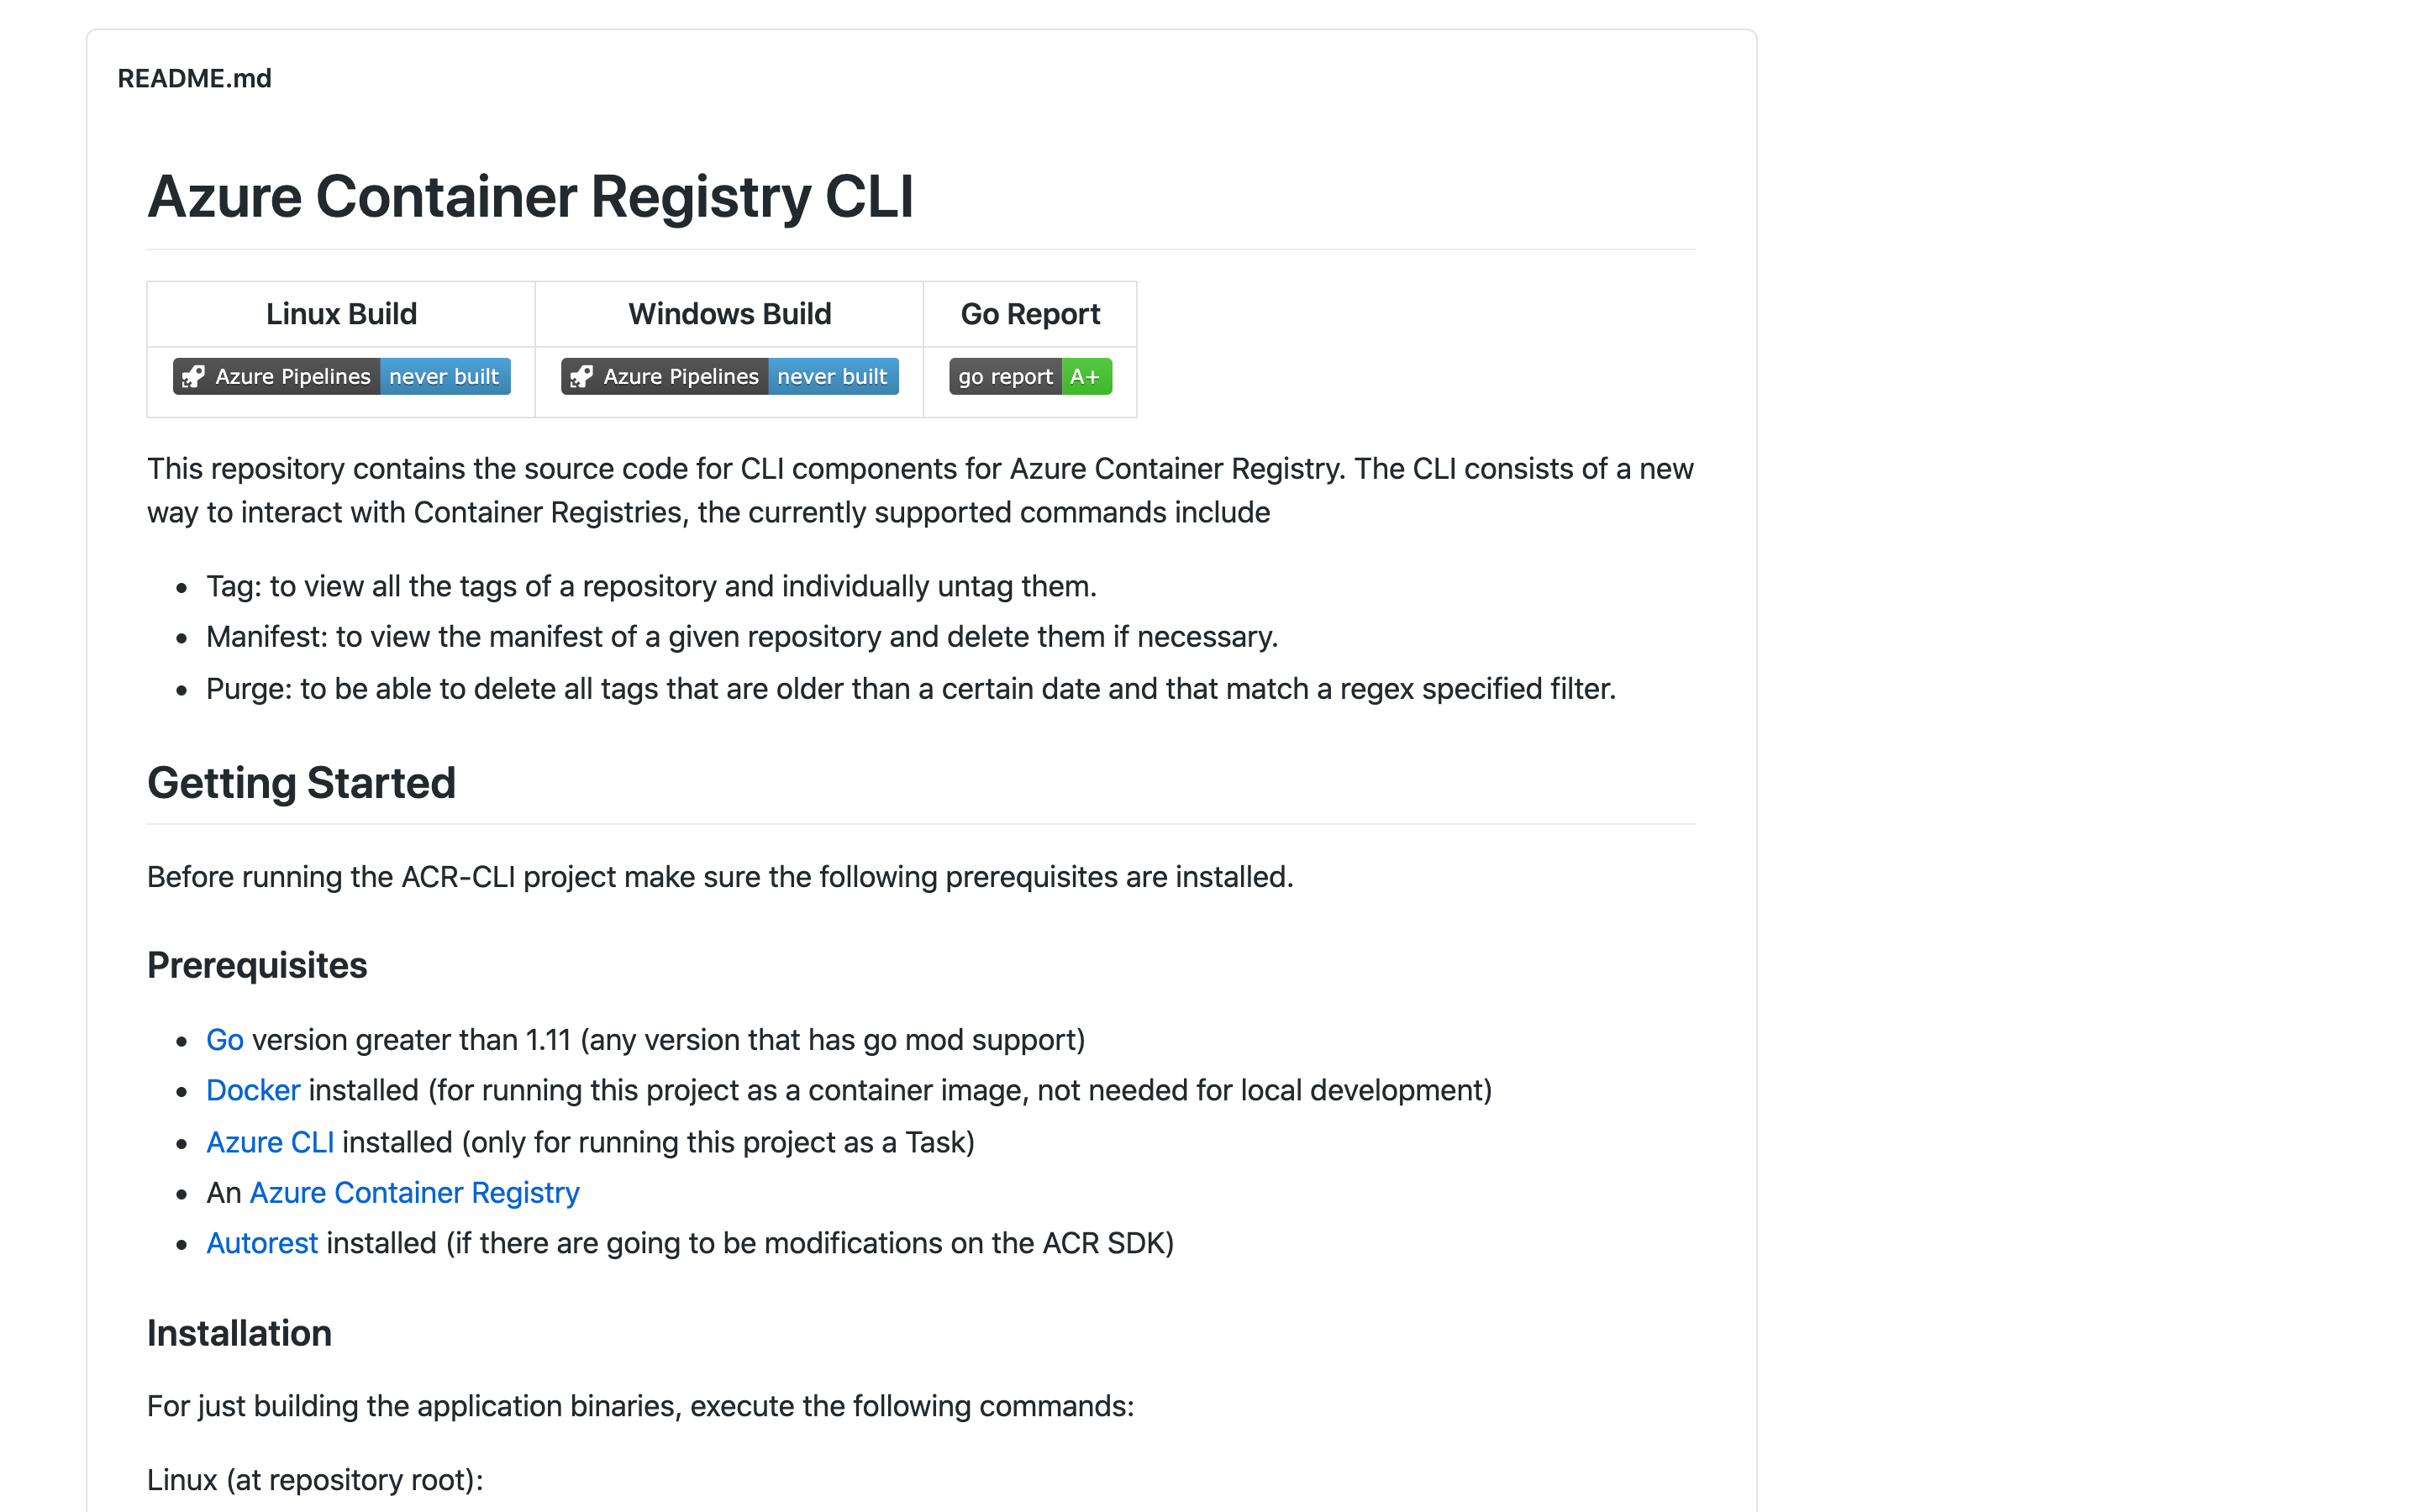 README.md
Azure Container Registry CLI
Linux Build Windows Build Go Report
Azure Pipelines never built Azure Pipelines never built go report A+
This repository contains the source code for CLI components for Azure Container Registry. The CLI consists of a new
way to interact with Container Registries, the currently supported commands include
• Tag: to view all the tags of a repository and individually untag them.
• Manifest: to view the manifest of a given repository and delete them if necessary.
• Purge: to be able to delete all tags that are older than a certain date and that match a regex specified filter.
Getting Started
Before running the ACR-CLI project make sure the following prerequisites are installed.
Prerequisites
• Go version greater than 1.11 (any version that has go mod support)
• Docker installed (for running this project as a container image, not needed for local development)
• Azure CLI installed (only for running this project as a Task)
• An Azure Container Registry
• Autorest installed (if there are going to be modifications on the ACR SDK)
Installation
For just building the application binaries, execute the following commands:
Linux (at repository root):